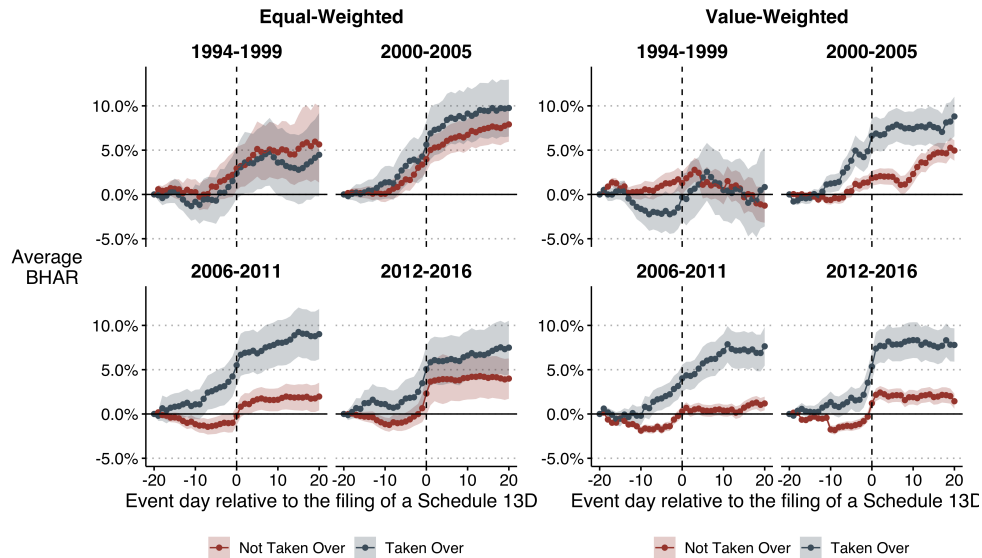 Equal-Weighted
Value-Weighted
1994-1999
2000-2005
1994-1999
2000-2005
10.0%
5.0%
0.0%
-5.0%
10.0%
5.0%
0.0%
-5.0%
Average
BHAR
2006-2011
2012-2016
2006-2011
2012-2016
10.0%
5.0%
0.0%
-5.0%
10.0%
5.0%
0.0%
-5.0%
-20 -10 0 10 20 -20 -10 0 10 20
-20 -10 0 10 20 -20 -10 0 10 20
Event day relative to the filing of a Schedule 13D
Event day relative to the filing of a Schedule 13D
Not Taken Over Taken Over
Not Taken Over Taken Over